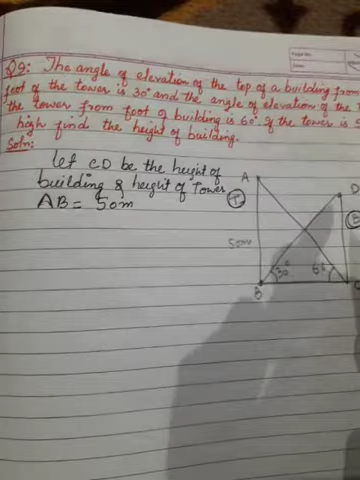 Q9: The angle of elevation of the top of a building from
foot of the tower is 30° and the angle of elevation of the
the tower from foot of building is 60°. If the tower is 5
high find the height of building.
Soln:
let CD be the height of
building & height of Tower
AB = 50m
A
D
T
B
50m
30°
60°
B
C